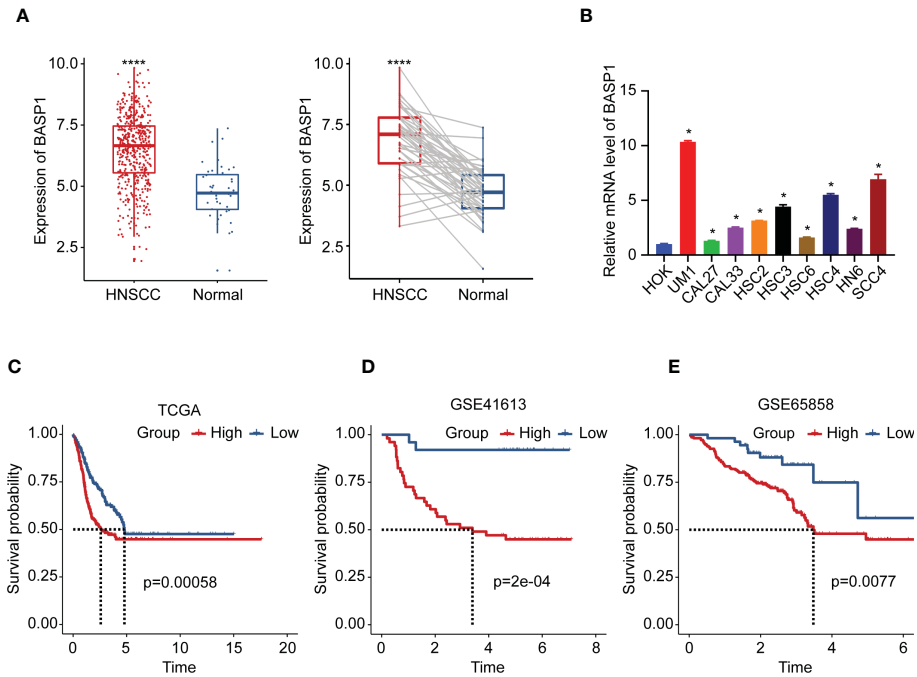 A
B
****
****
10.0
7.5
5.0
2.5
Expression of BASP1
HNSCC
Normal
10.0
7.5
5.0
2.5
Expression of BASP1
HNSCC
Normal
Relative mRNA level of BASP1
15
10
5
0
* * * * * * * * *
HOK
UM1
CAL27
CAL33
HSC2
HSC3
HSC6
HSC4
HN6
SCC4
C
D
E
TCGA
Group High Low
Survival probability
1.00
0.75
0.50
0.25
0.00
p=0.00058
0 5 10 15 20
Time
GSE41613
Group High Low
Survival probability
1.00
0.75
0.50
0.25
0.00
p=2e-04
0 2 4 6 8
Time
GSE65858
Group High Low
Survival probability
1.00
0.75
0.50
0.25
0.00
p=0.0077
0 2 4 6
Time